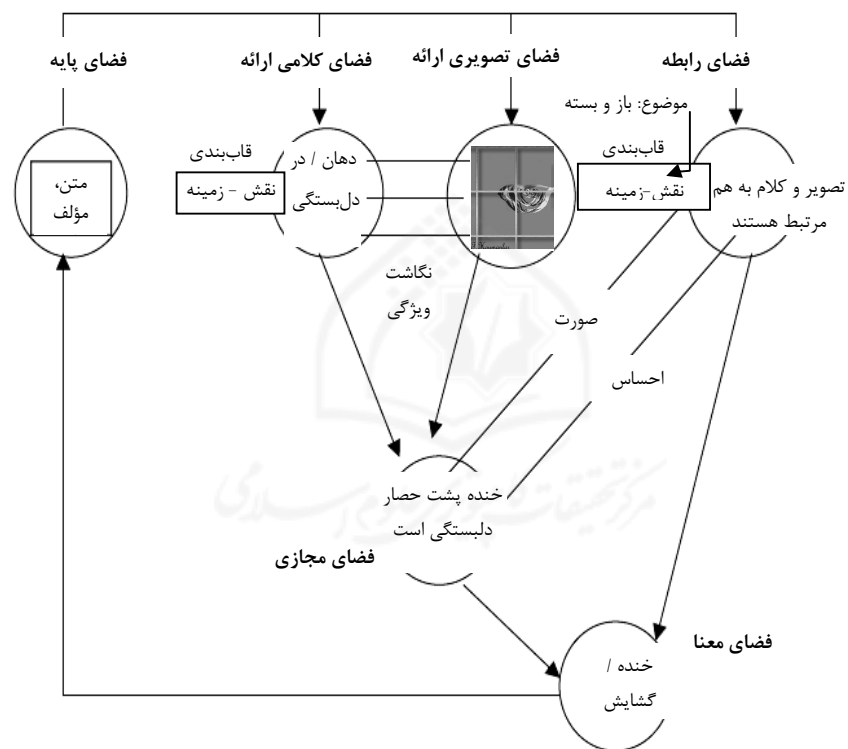 فضای رابطه
فضای تصویری ارائه
فضای کلامی ارائه
فضای پایه
موضوع: باز و بسته
قاب‌بندی
نقش-زمینه
تصویر و کلام به هم
مرتبط هستند
دهان / در
دل‌بستگی
قاب‌بندی
نقش - زمینه
متن،
مؤلف
نگاشت
ویژگی
صورت
احساس
خنده پشت حصار
دلبستگی است
فضای مجازی
مرکز تحقیقات
فضای معنا
خنده /
گشایش